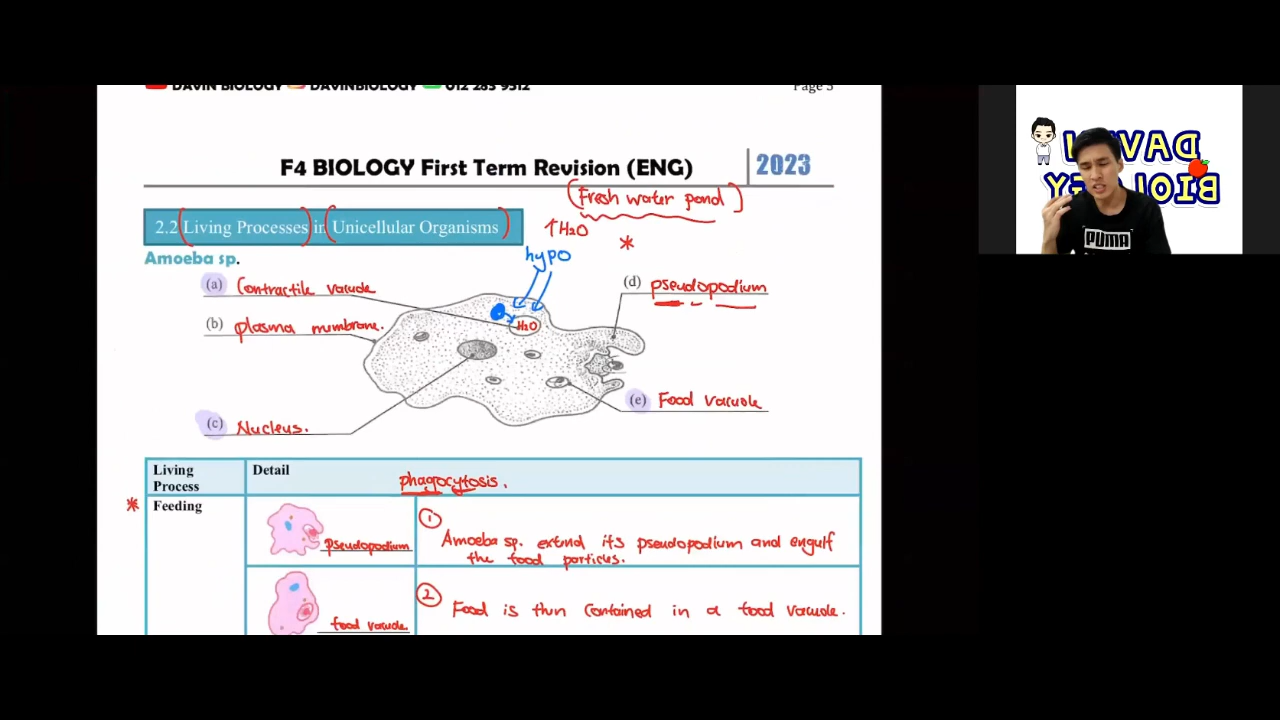 DAVIN BIOLOGY DAVINBIOLOGY 012 285 9312
Page 3
F4 BIOLOGY First Term Revision (ENG) 2023
(Fresh water pond)
2.2 Living Processes in Unicellular Organisms
↑H₂O
*
Amoeba sp.
hypo
(a) Contractile vacuole
(d) pseudopodium
(b) plasma membrane.
H₂O
(e) Food vacuole
(c) Nucleus.
Living Process
Detail
phagocytosis.
* Feeding
pseudopodium
① Amoeba sp. extend its pseudopodium and engulf
the food particles.
food vacuole
② Food is then contained in a food vacuole.
DAVIN
BIOLOGY
PUMA